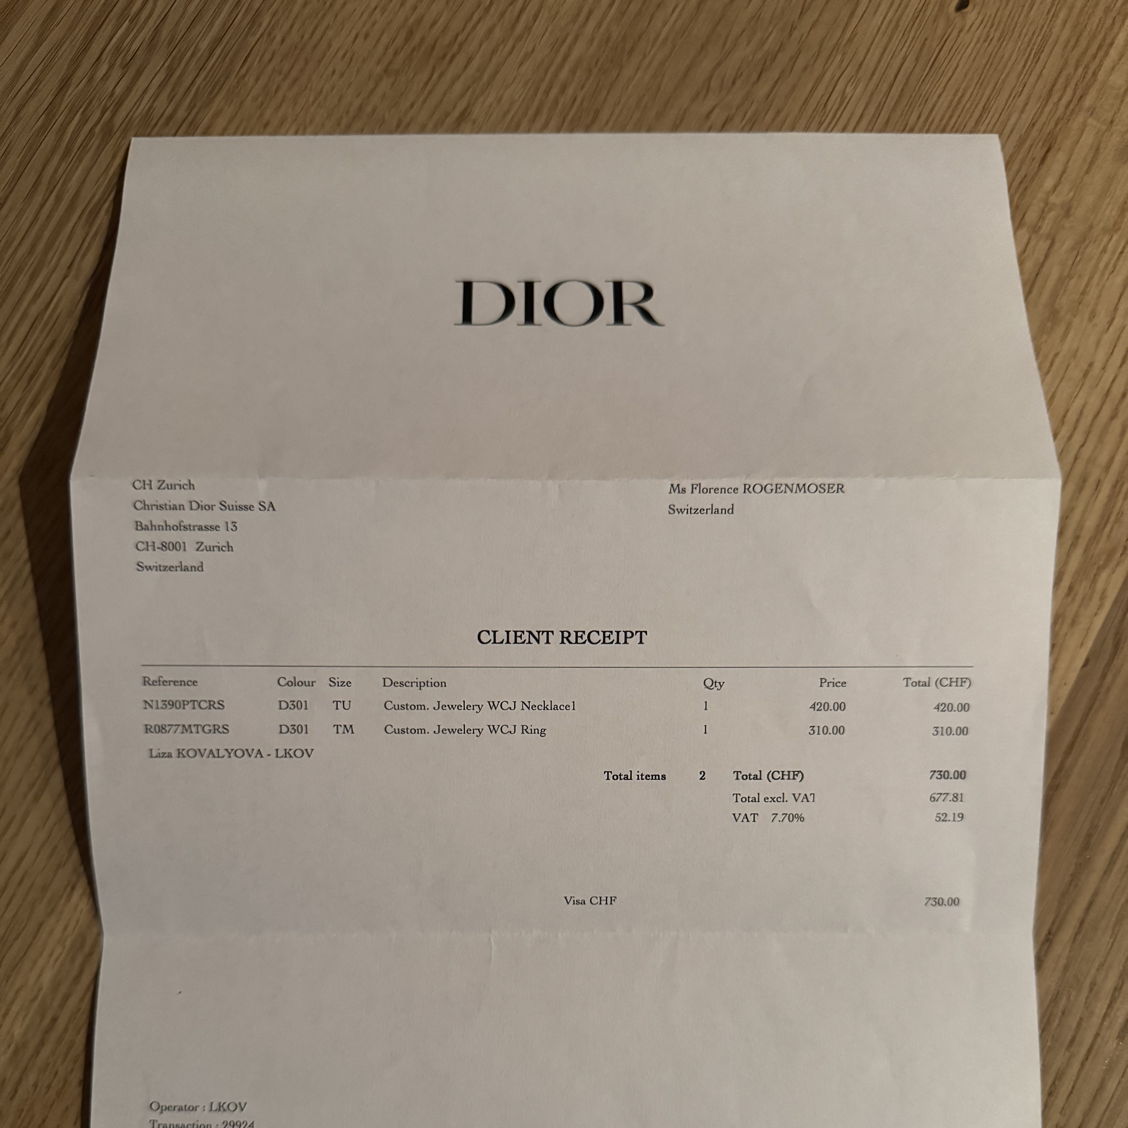 DIOR
CH Zurich
Christian Dior Suisse SA
Bahnhofstrasse 13
CH-8001 Zurich
Switzerland
Ms Florence ROGENMOSER
Switzerland
CLIENT RECEIPT
Reference Colour Size Description Qty Price Total (CHF)
N1390PTCRS D301 TU Custom. Jewelery WCJ Necklace1 1 420.00 420.00
R0877MTGRS D301 TM Custom. Jewelery WCJ Ring 1 310.00 310.00
Liza KOVALYOVA - LKOV
Total items 2 Total (CHF) 730.00
Total excl. VAT 677.81
VAT 7.70% 52.19
Visa CHF 730.00
Operator : LKOV
Transaction : 29924